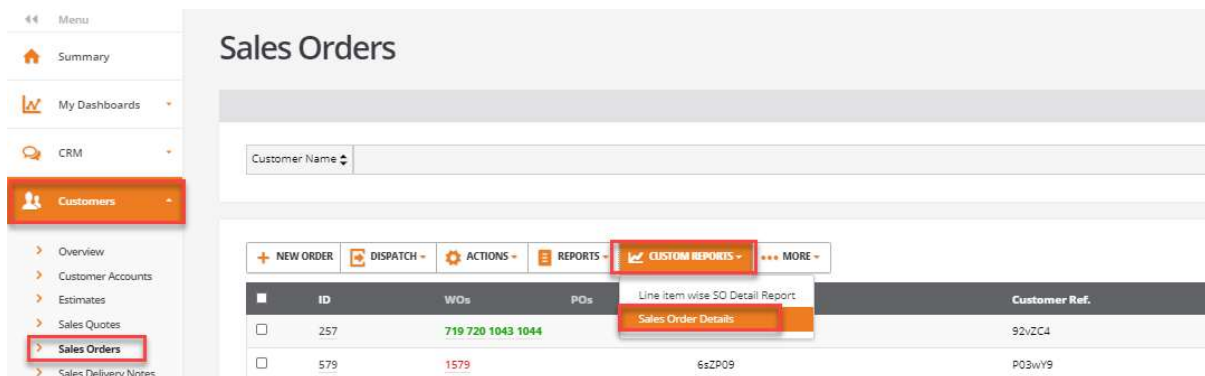 Menu
Summary
My Dashboards
CRM
Customers
Overview
Customer Accounts
Estimates
Sales Quotes
Sales Orders
Sales Delivery Notes
Sales Orders
Customer Name
NEW ORDER DISPATCH ACTIONS REPORTS CUSTOM REPORTS MORE
Line item wise SO Detail Report
Sales Order Details
ID WOs POs Customer Ref.
257 719 720 1043 1044 92vZC4
579 1579 6sZP09 P03wY9